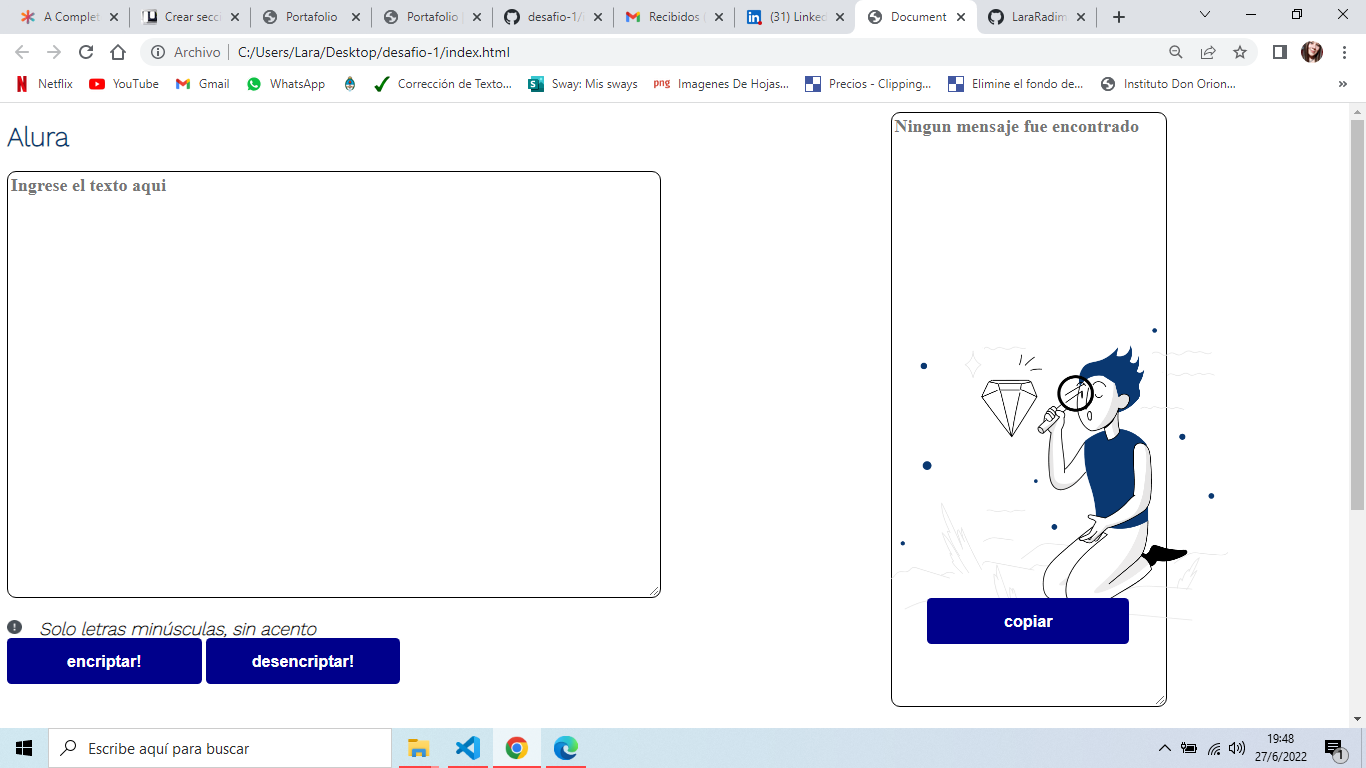 A Complet
Crear secci
Portafolio
Portafolio
desafio-1/i
Recibidos
(31) Linked
Document
LaraRadim
Archivo
C:/Users/Lara/Desktop/desafio-1/index.html
Netflix
YouTube
Gmail
WhatsApp
Corrección de Texto...
Sway: Mis sways
png
Imagenes De Hojas...
Precios - Clipping...
Elimine el fondo de...
Instituto Don Orion...
»
Alura
Ingrese el texto aqui
Ningun mensaje fue encontrado
Solo letras minúsculas, sin acento
encriptar!
desencriptar!
copiar
Escribe aquí para buscar
19:48
27/6/2022
1